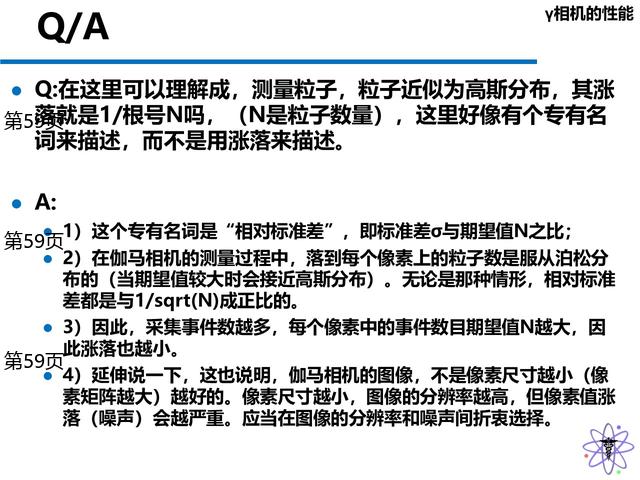 γ相机的性能
Q/A
Q:在这里可以理解成，测量粒子，粒子近似为高斯分布，其涨
落就是1/根号N吗，（N是粒子数量），这里好像有个专有名
第59页
词来描述，而不是用涨落来描述。
A:
1）这个专有名词是“相对标准差”，即标准差σ与期望值N之比；
第59页
2）在伽马相机的测量过程中，落到每个像素上的粒子数是服从泊松分
布的（当期望值较大时会接近高斯分布）。无论是那种情形，相对标准
差都是与1/sqrt(N)成正比的。
3）因此，采集事件数越多，每个像素中的事件数目期望值N越大，因
此涨落也越小。
第59页
4）延伸说一下，这也说明，伽马相机的图像，不是像素尺寸越小（像
素矩阵越大）越好的。像素尺寸越小，图像的分辨率越高，但像素值涨
落（噪声）会越严重。应当在图像的分辨率和噪声间折衷选择。